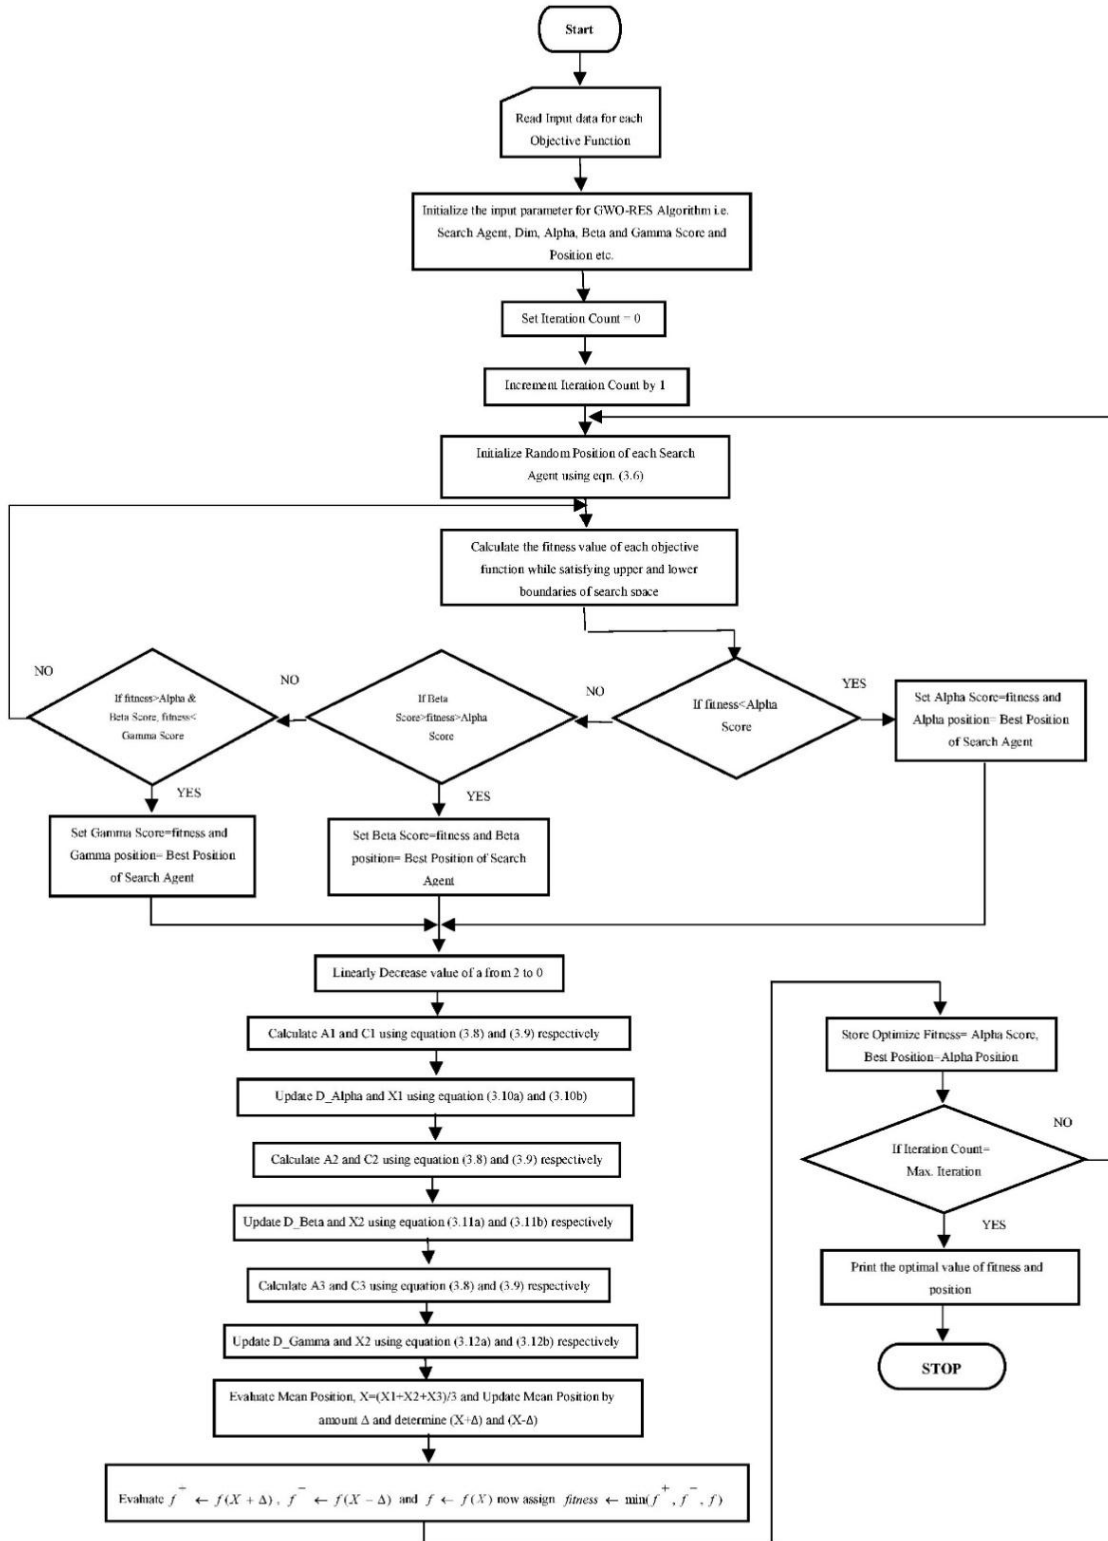 Start
Read Input data for each
Objective Function
Initialize the input parameter for GWO-RES Algorithm i.e.
Search Agent, Dim, Alpha, Beta and Gamma Score and
Position etc.
Set Iteration Count = 0
Increment Iteration Count by 1
Initialize Random Position of each Search
Agent using eqn. (3.6)
Calculate the fitness value of each objective
function while satisfying upper and lower
boundaries of search space
If fitness<Alpha
Score
YES
Set Alpha Score=fitness and
Alpha position= Best Position
of Search Agent
NO
If Beta
Score>fitness>Alpha
Score
YES
Set Beta Score=fitness and Beta
position= Best Position of Search
Agent
NO
If fitness>Alpha &
Beta Score, fitness<
Gamma Score
NO
YES
Set Gamma Score=fitness and
Gamma position= Best Position
of Search Agent
Linearly Decrease value of a from 2 to 0
Calculate A1 and C1 using equation (3.8) and (3.9) respectively
Update D_Alpha and X1 using equation (3.10a) and (3.10b)
Calculate A2 and C2 using equation (3.8) and (3.9) respectively
Update D_Beta and X2 using equation (3.11a) and (3.11b) respectively
Calculate A3 and C3 using equation (3.8) and (3.9) respectively
Update D_Gamma and X2 using equation (3.12a) and (3.12b) respectively
Evaluate Mean Position, X=(X1+X2+X3)/3 and Update Mean Position by
amount Δ and determine (X+Δ) and (X-Δ)
Evaluate f⁻ ← f(X + Δ), f⁻ ← f(X − Δ) and f ← f(X) now assign fitness ← min(f⁺, f⁻, f)
Store Optimize Fitness= Alpha Score,
Best Position=Alpha Position
If Iteration Count=
Max. Iteration
NO
YES
Print the optimal value of fitness and
position
STOP